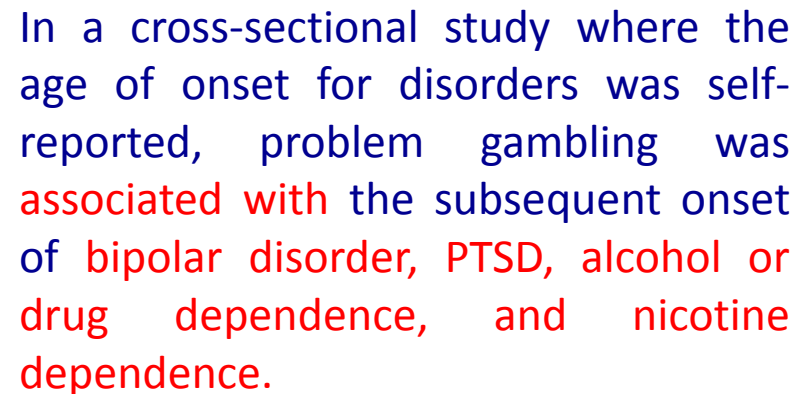 In a cross-sectional study where the
age of onset for disorders was self-
reported, problem gambling was
associated with the subsequent onset
of bipolar disorder, PTSD, alcohol or
drug dependence, and nicotine
dependence.